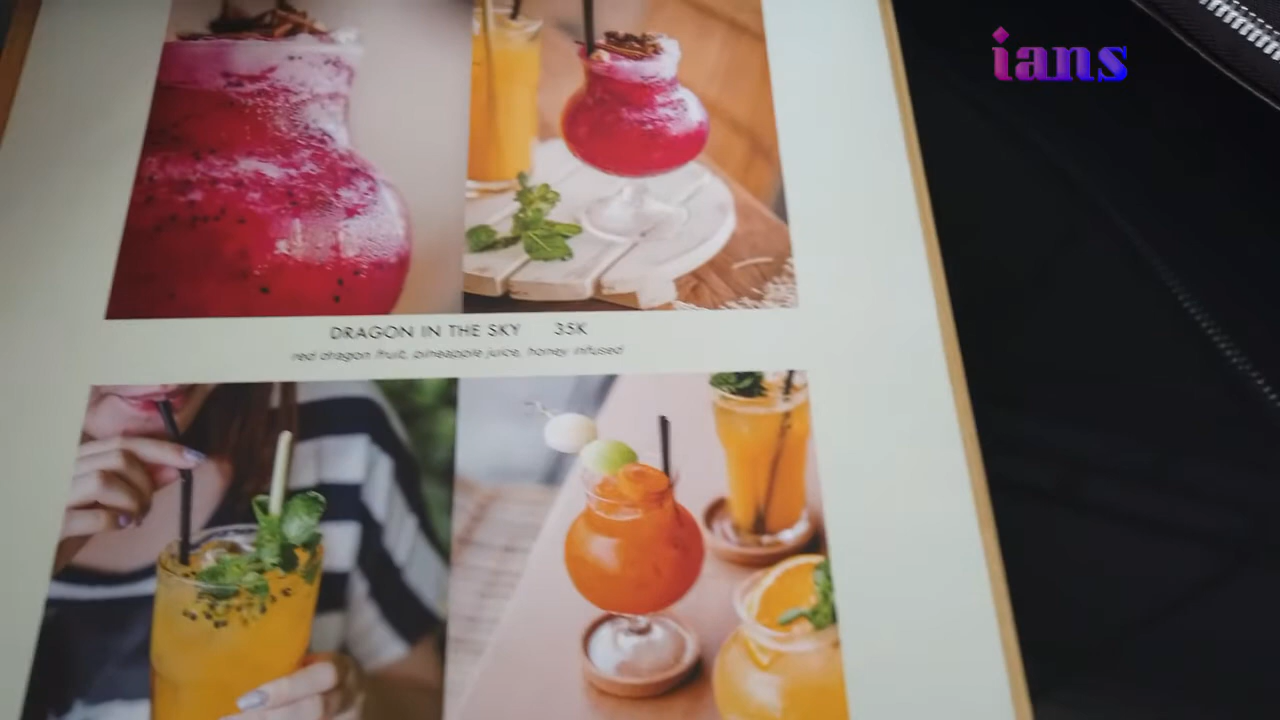 ians
DRAGON IN THE SKY 35K
red dragon fruit, pineapple juice, honey infused